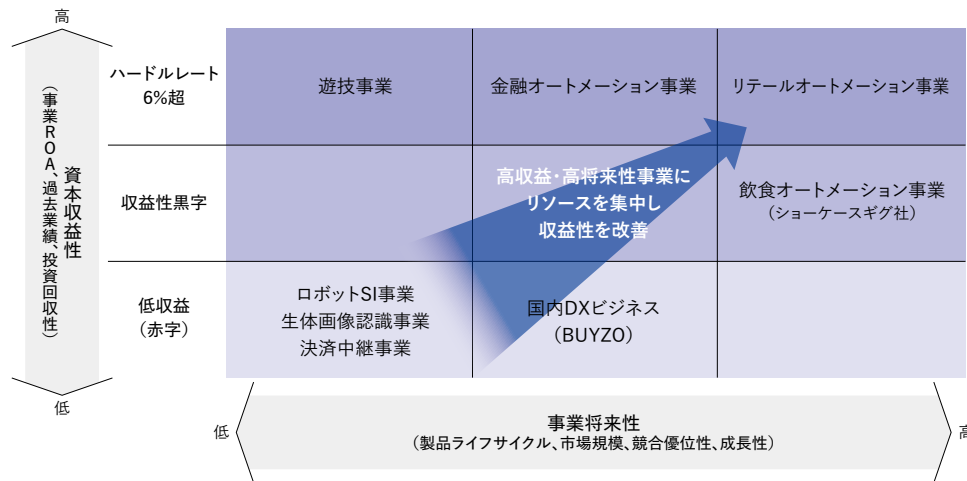 高
ハードルレート
6%超
遊技事業
金融オートメーション事業
リテールオートメーション事業
資本収益性
(事業ROA、過去業績、投資回収性)
収益性黒字
高収益・高将来性事業に
リソースを集中し
収益性を改善
飲食オートメーション事業
(ショーケースギグ社)
低収益
(赤字)
ロボットSI事業
生体画像認識事業
決済中継事業
国内DXビジネス
(BUYZO)
低
低
事業将来性
(製品ライフサイクル、市場規模、競合優位性、成長性)
高